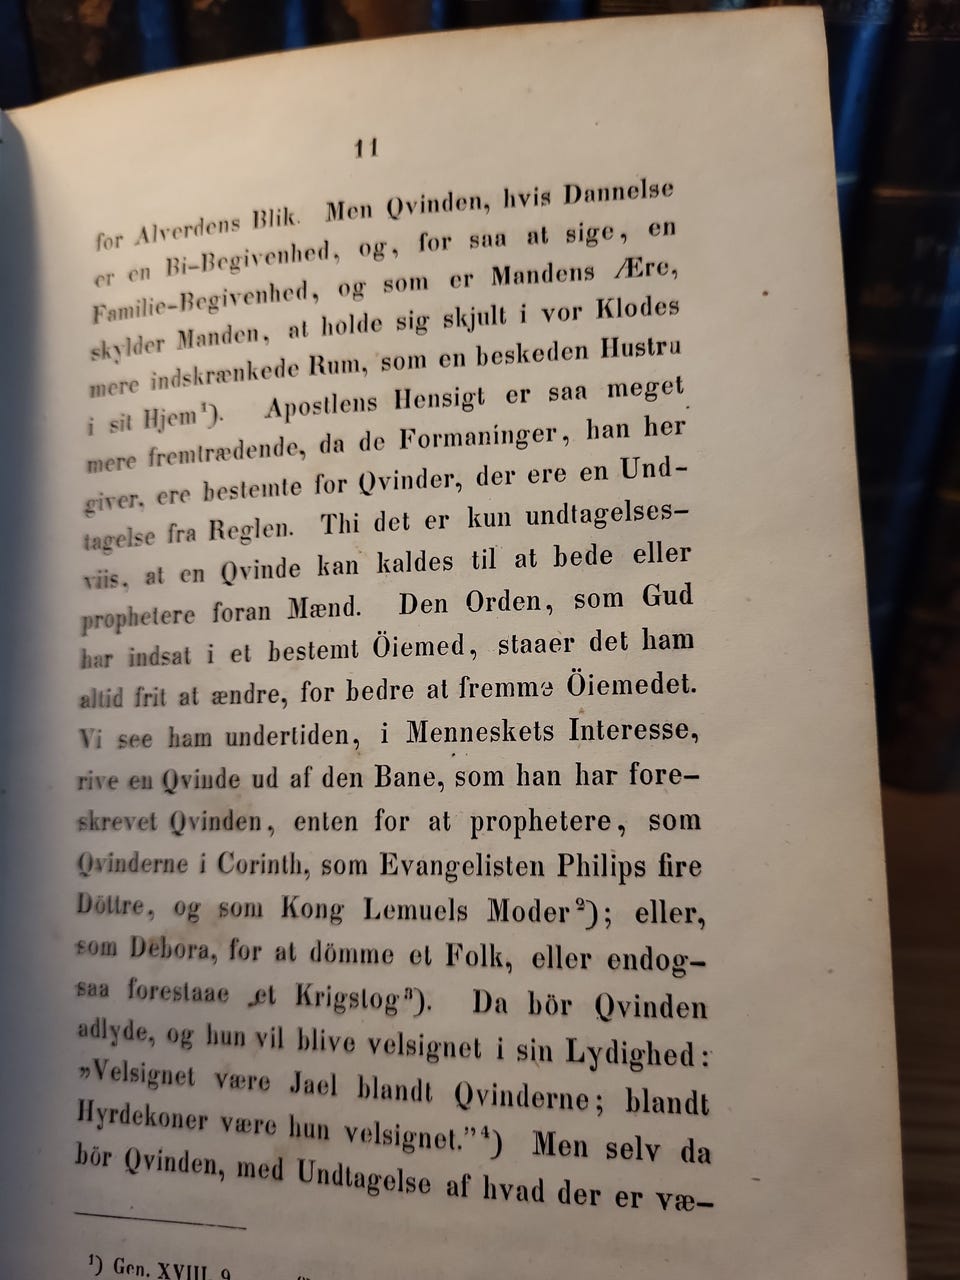 11
for Alverdens Blik. Men Qvinden, hvis Dannelse
er en Bi-Begivenhed, og, for saa at sige, en
Familie-Begivenhed, og som er Mandens Ære,
skylder Manden, at holde sig skjult i vor Klodes
mere indskrænkede Rum, som en beskeden Hustru
i sit Hjem¹). Apostlens Hensigt er saa meget
mere fremtrædende, da de Formaninger, han her
giver, ere bestemte for Qvinder, der ere en Und-
tagelse fra Reglen. Thi det er kun undtagelses-
viis, at en Qvinde kan kaldes til at bede eller
prophetere foran Mænd. Den Orden, som Gud
har indsat i et bestemt Öiemed, staaer det ham
altid frit at ændre, for bedre at fremme Öiemedet.
Vi see ham undertiden, i Menneskets Interesse,
rive en Qvinde ud af den Bane, som han har fore-
skrevet Qvinden, enten for at prophetere, som
Qvinderne i Corinth, som Evangelisten Philips fire
Döttre, og som Kong Lemuels Moder²); eller,
som Debora, for at dömme et Folk, eller endog-
saa forestaae et Krigstog³). Da bör Qvinden
adlyde, og hun vil blive velsignet i sin Lydighed:
„Velsignet være Jael blandt Qvinderne; blandt
Hyrdekoner være hun velsignet.”⁴) Men selv da
bör Qvinden, med Undtagelse af hvad der er væ-
¹) Gen. XVIII, 9.